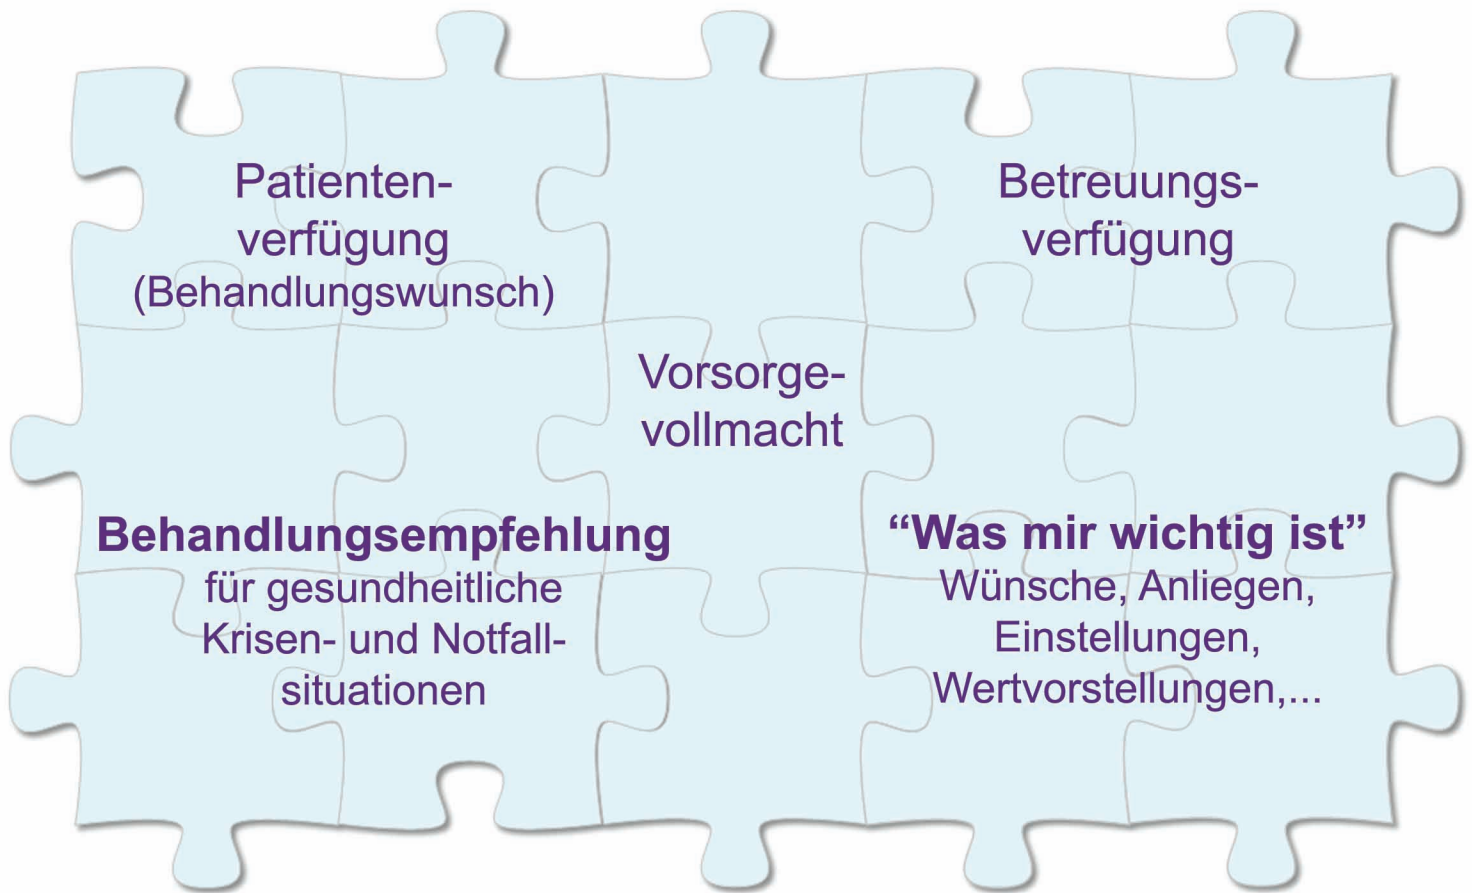 Patienten-
verfügung
(Behandlungswunsch)
Betreuungs-
verfügung
Vorsorge-
vollmacht
Behandlungsempfehlung
für gesundheitliche
Krisen- und Notfall-
situationen
“Was mir wichtig ist”
Wünsche, Anliegen,
Einstellungen,
Wertvorstellungen,...